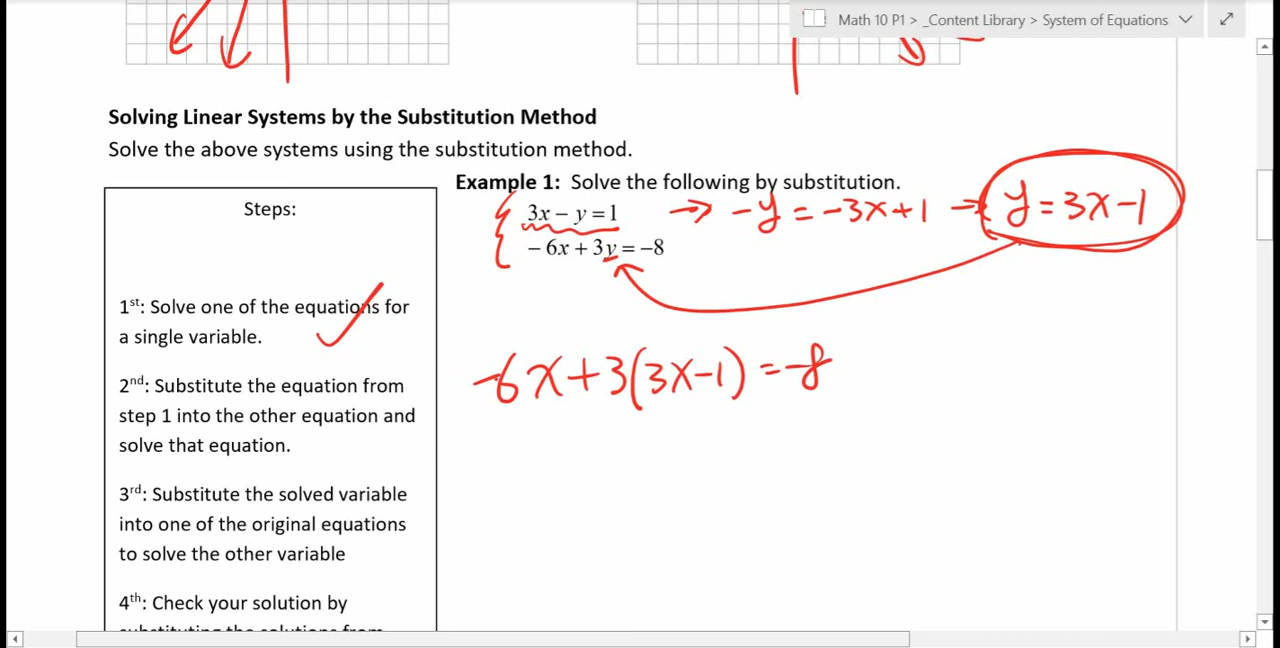 Math 10 P1 > _Content Library > System of Equations
Solving Linear Systems by the Substitution Method
Solve the above systems using the substitution method.
Steps:
1st: Solve one of the equations for
a single variable.
2nd: Substitute the equation from
step 1 into the other equation and
solve that equation.
3rd: Substitute the solved variable
into one of the original equations
to solve the other variable
4th: Check your solution by
substituting the solutions from
Example 1: Solve the following by substitution.
3x − y = 1 → -y = -3x+1 → y = 3x-1
− 6x + 3y = −8
-6x+3(3x-1) = -8